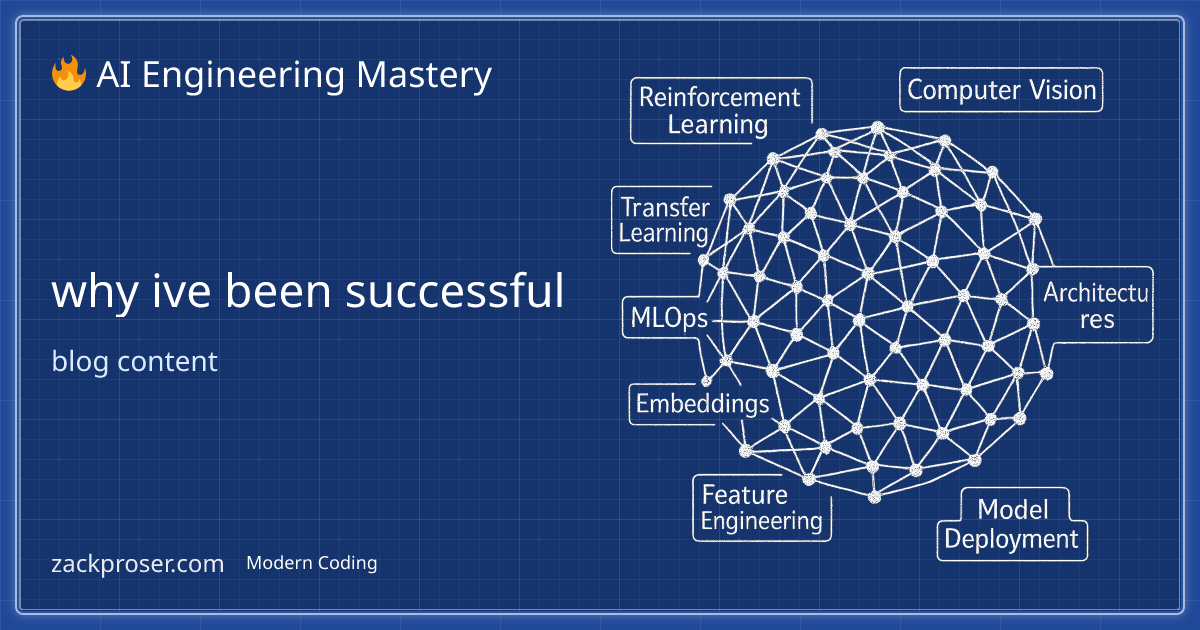 🔥 AI Engineering Mastery
why ive been successful
blog content
zackproser.com
Modern Coding
Reinforcement
Learning
Computer Vision
Transfer
Learning
MLOps
Architectu
res
Embeddings
Feature
Engineering
Model
Deployment